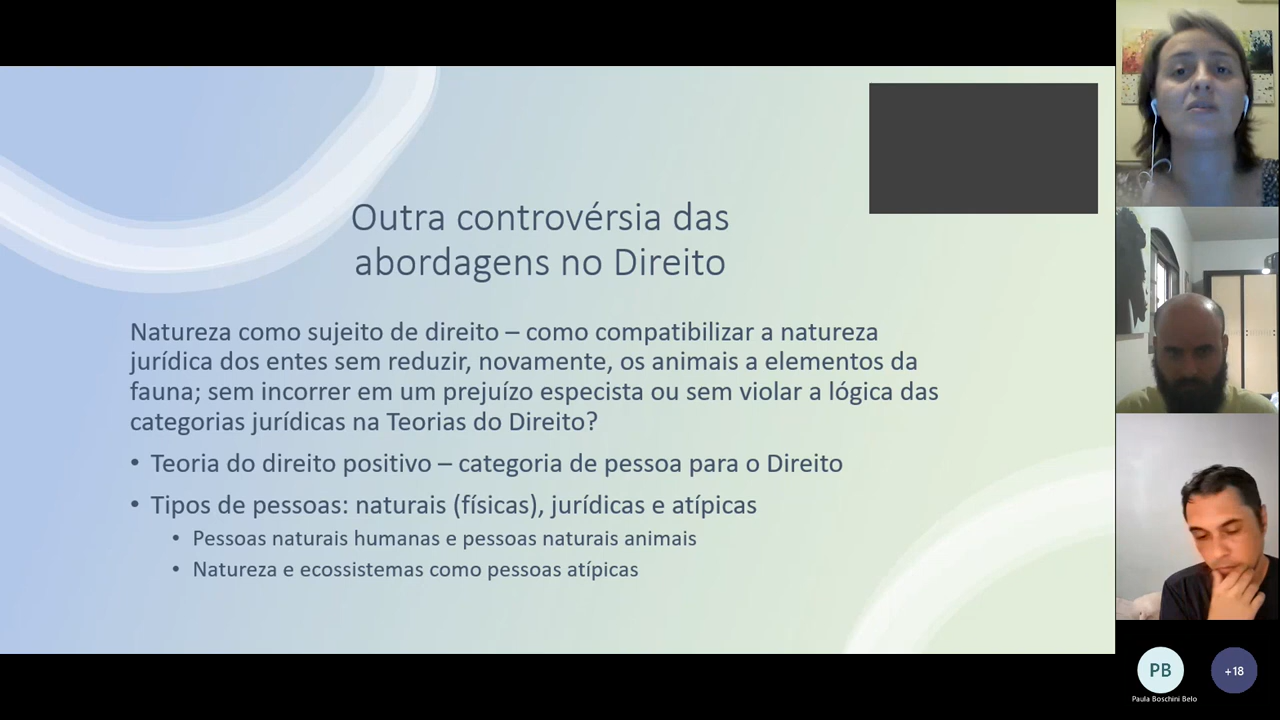 Outra controvérsia das
abordagens no Direito
Natureza como sujeito de direito – como compatibilizar a natureza
jurídica dos entes sem reduzir, novamente, os animais a elementos da
fauna; sem incorrer em um prejuízo especista ou sem violar a lógica das
categorias jurídicas na Teorias do Direito?
• Teoria do direito positivo – categoria de pessoa para o Direito
• Tipos de pessoas: naturais (físicas), jurídicas e atípicas
• Pessoas naturais humanas e pessoas naturais animais
• Natureza e ecossistemas como pessoas atípicas
PB
+18
Paula Boschini Belo